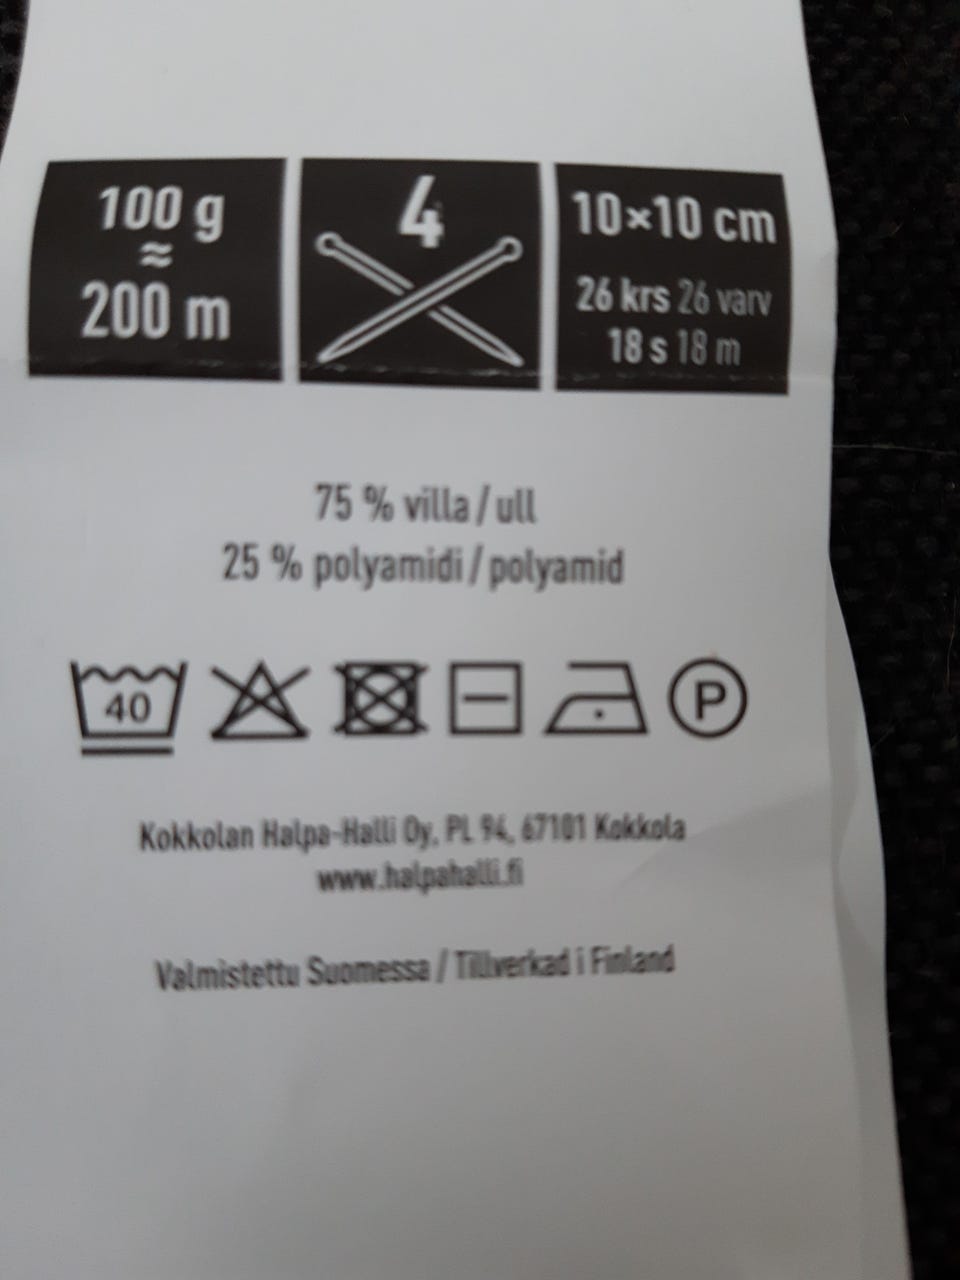 100 g
≈
200 m
4
10×10 cm
26 krs 26 varv
18 s 18 m
75 % villa / ull
25 % polyamidi / polyamid
40
P
Kokkolan Halpa-Halli Oy, PL 94, 67101 Kokkola
www.halpahalli.fi
Valmistettu Suomessa / Tillverkad i Finland